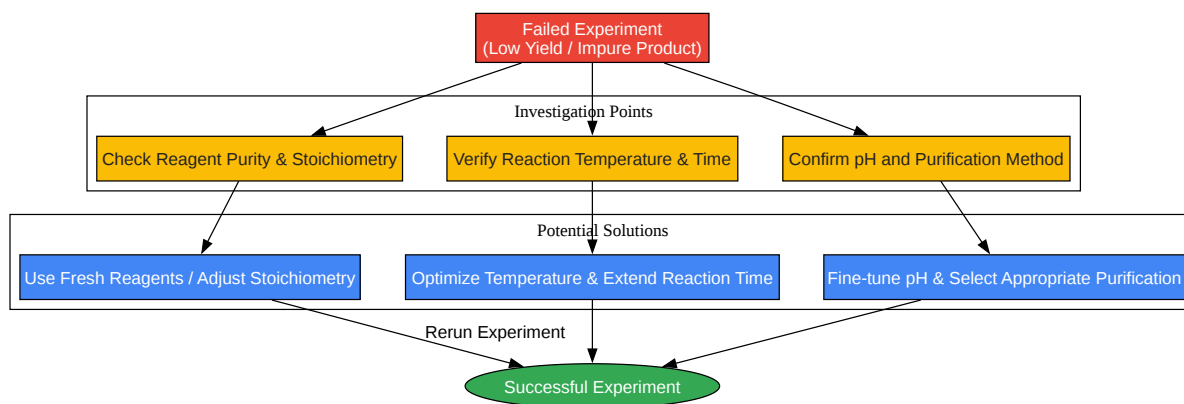 Failed Experiment
(Low Yield / Impure Product)
Investigation Points
Check Reagent Purity & Stoichiometry
Verify Reaction Temperature & Time
Confirm pH and Purification Method
Potential Solutions
Use Fresh Reagents / Adjust Stoichiometry
Optimize Temperature & Extend Reaction Time
Fine-tune pH & Select Appropriate Purification
Rerun Experiment
Successful Experiment